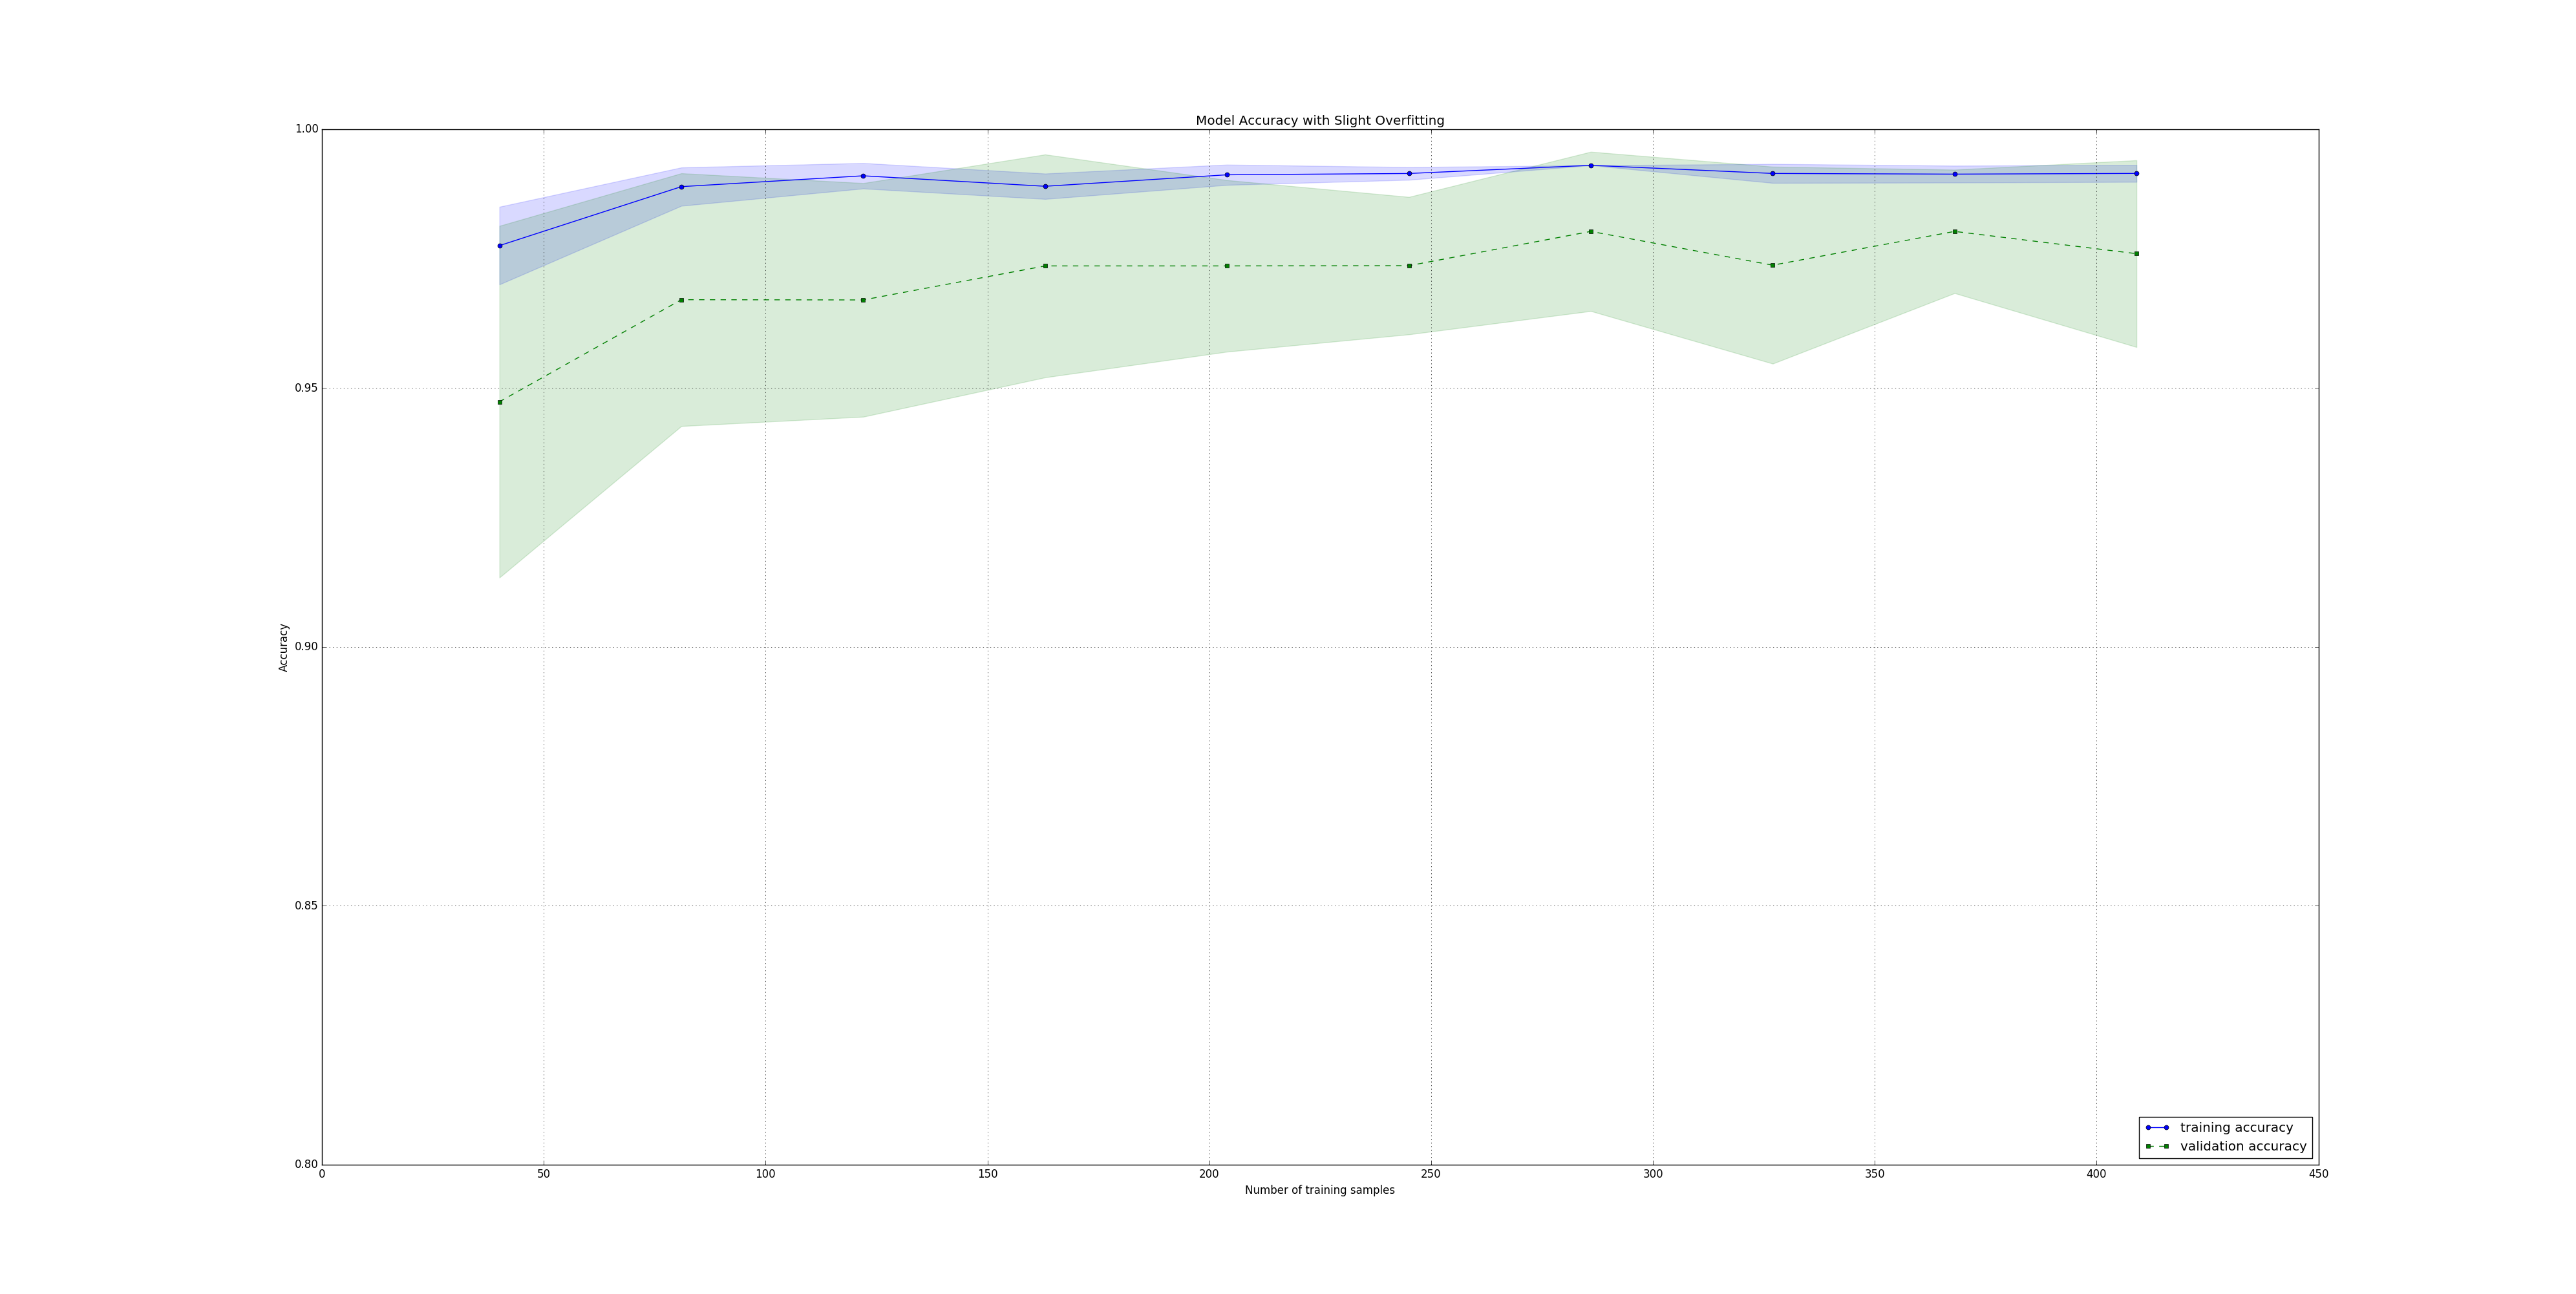 Model Accuracy with Slight Overfitting
1.00
0.95
0.90
0.85
0.80
Accuracy
0 50 100 150 200 250 300 350 400 450
Number of training samples
training accuracy
validation accuracy